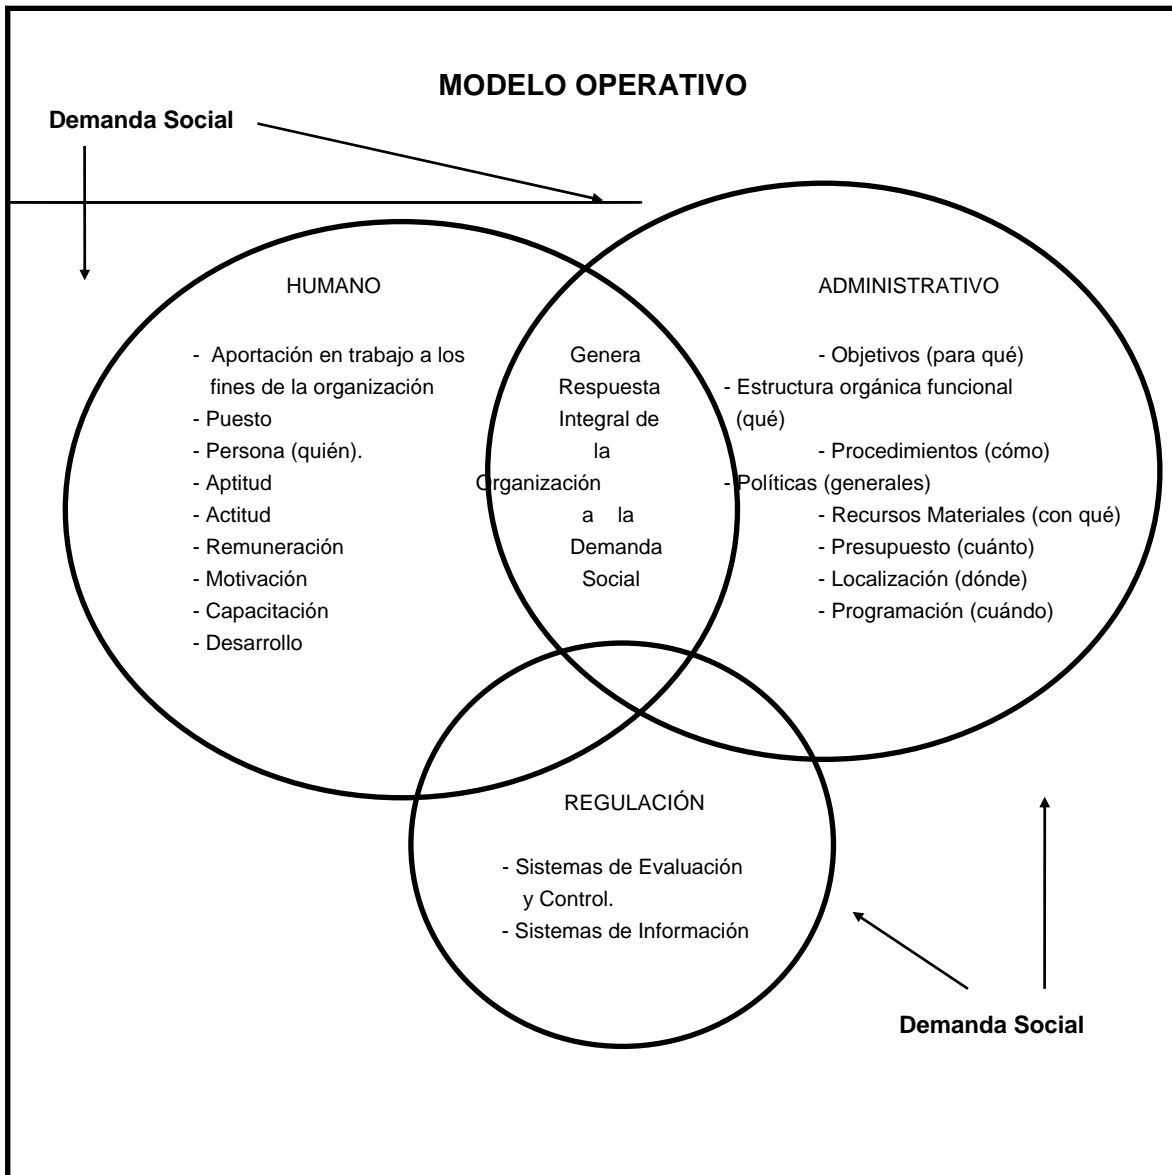 MODELO OPERATIVO
Demanda Social
HUMANO
- Aportación en trabajo a los
fines de la organización
- Puesto
- Persona (quién).
- Aptitud
- Actitud
- Remuneración
- Motivación
- Capacitación
- Desarrollo
Genera
Respuesta
Integral de
la
Organización
a la
Demanda
Social
ADMINISTRATIVO
- Objetivos (para qué)
- Estructura orgánica funcional
(qué)
- Procedimientos (cómo)
- Políticas (generales)
- Recursos Materiales (con qué)
- Presupuesto (cuánto)
- Localización (dónde)
- Programación (cuándo)
REGULACIÓN
- Sistemas de Evaluación
y Control.
- Sistemas de Información
Demanda Social